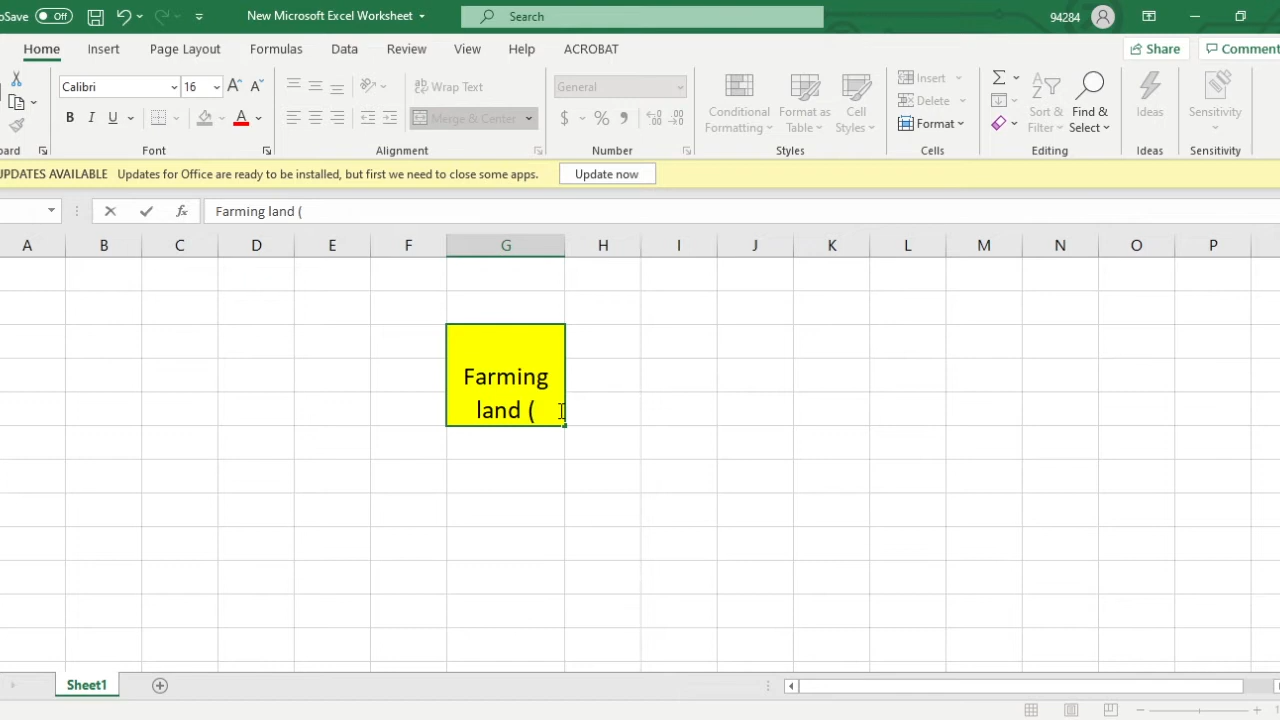 oSave Off New Microsoft Excel Worksheet Search 94284
Home Insert Page Layout Formulas Data Review View Help ACROBAT Share Comment
Calibri 16 A A Wrap Text General Insert
Conditional Formatting Format as Table Cell Styles Delete Sort & Filter Find & Select Ideas Sensitivity
B I U A Merge & Center $ % Format
oard Font Alignment Number Styles Cells Editing Ideas Sensitivity
UPDATES AVAILABLE Updates for Office are ready to be installed, but first we need to close some apps. Update now
fx Farming land (
A B C D E F G H I J K L M N O P
Farming
land (
Sheet1